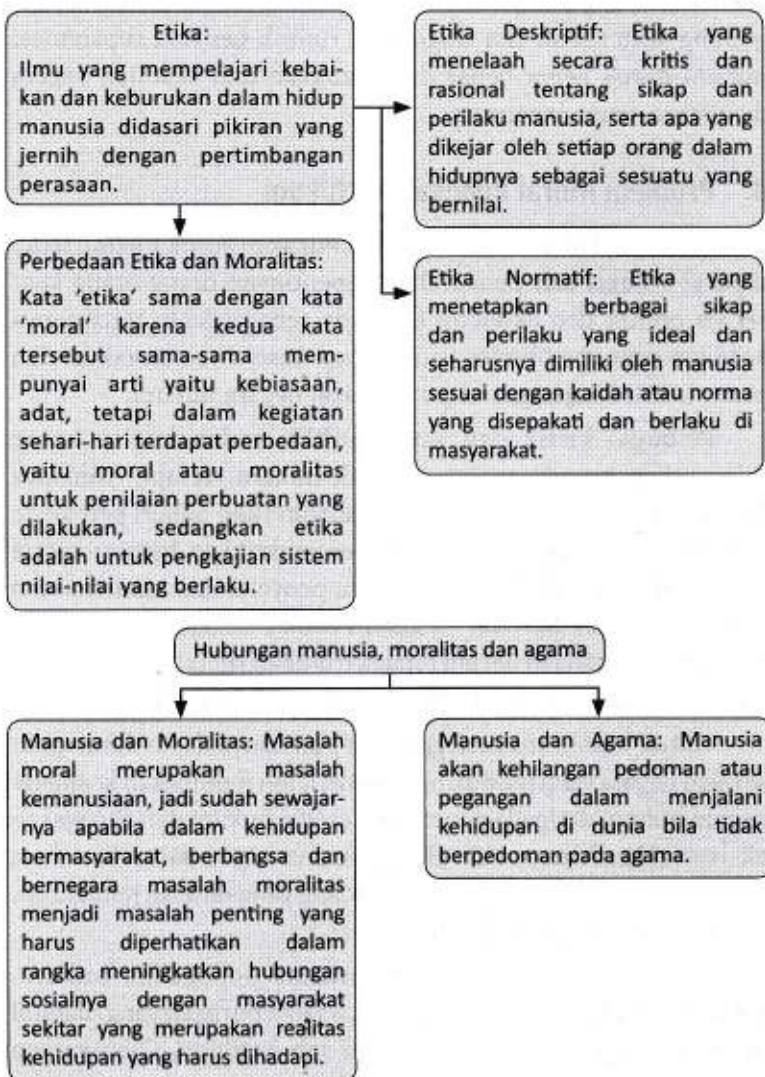 Etika:
Ilmu yang mempelajari kebai-
kan dan keburukan dalam hidup
manusia didasari pikiran yang
jernih dengan pertimbangan
perasaan.
Etika Deskriptif: Etika yang
menelaah secara kritis dan
rasional tentang sikap dan
perilaku manusia, serta apa yang
dikejar oleh setiap orang dalam
hidupnya sebagai sesuatu yang
bernilai.
Perbedaan Etika dan Moralitas:
Kata 'etika' sama dengan kata
'moral' karena kedua kata
tersebut sama-sama mem-
punyai arti yaitu kebiasaan,
adat, tetapi dalam kegiatan
sehari-hari terdapat perbedaan,
yaitu moral atau moralitas
untuk penilaian perbuatan yang
dilakukan, sedangkan etika
adalah untuk pengkajian sistem
nilai-nilai yang berlaku.
Etika Normatif: Etika yang
menetapkan berbagai sikap
dan perilaku yang ideal dan
seharusnya dimiliki oleh manusia
sesuai dengan kaidah atau norma
yang disepakati dan berlaku di
masyarakat.
Hubungan manusia, moralitas dan agama
Manusia dan Moralitas: Masalah
moral merupakan masalah
kemanusiaan, jadi sudah sewajar-
nya apabila dalam kehidupan
bermasyarakat, berbangsa dan
bernegara masalah moralitas
menjadi masalah penting yang
harus diperhatikan dalam
rangka meningkatkan hubungan
sosialnya dengan masyarakat
sekitar yang merupakan realitas
kehidupan yang harus dihadapi.
Manusia dan Agama: Manusia
akan kehilangan pedoman atau
pegangan dalam menjalani
kehidupan di dunia bila tidak
berpedoman pada agama.